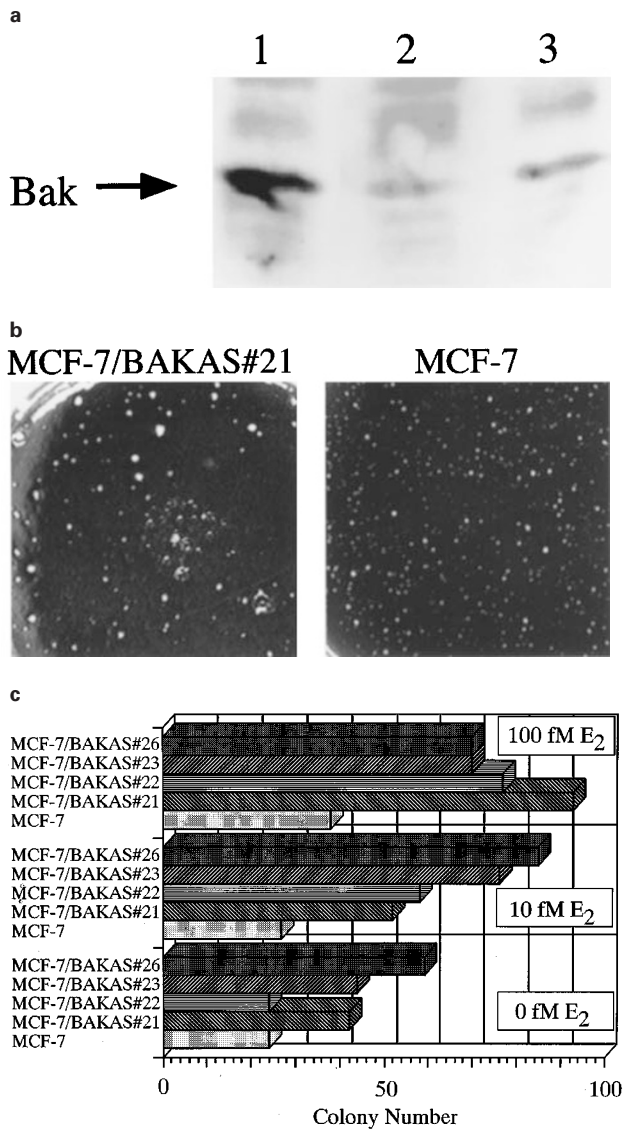 a
1 2 3
Bak
b
MCF-7/BAKAS#21 MCF-7
c
MCF-7/BAKAS#26
MCF-7/BAKAS#23
MCF-7/BAKAS#22
MCF-7/BAKAS#21
MCF-7
100 fM E2
MCF-7/BAKAS#26
MCF-7/BAKAS#23
MCF-7/BAKAS#22
MCF-7/BAKAS#21
MCF-7
10 fM E2
MCF-7/BAKAS#26
MCF-7/BAKAS#23
MCF-7/BAKAS#22
MCF-7/BAKAS#21
MCF-7
0 fM E2
0 50 100
Colony Number